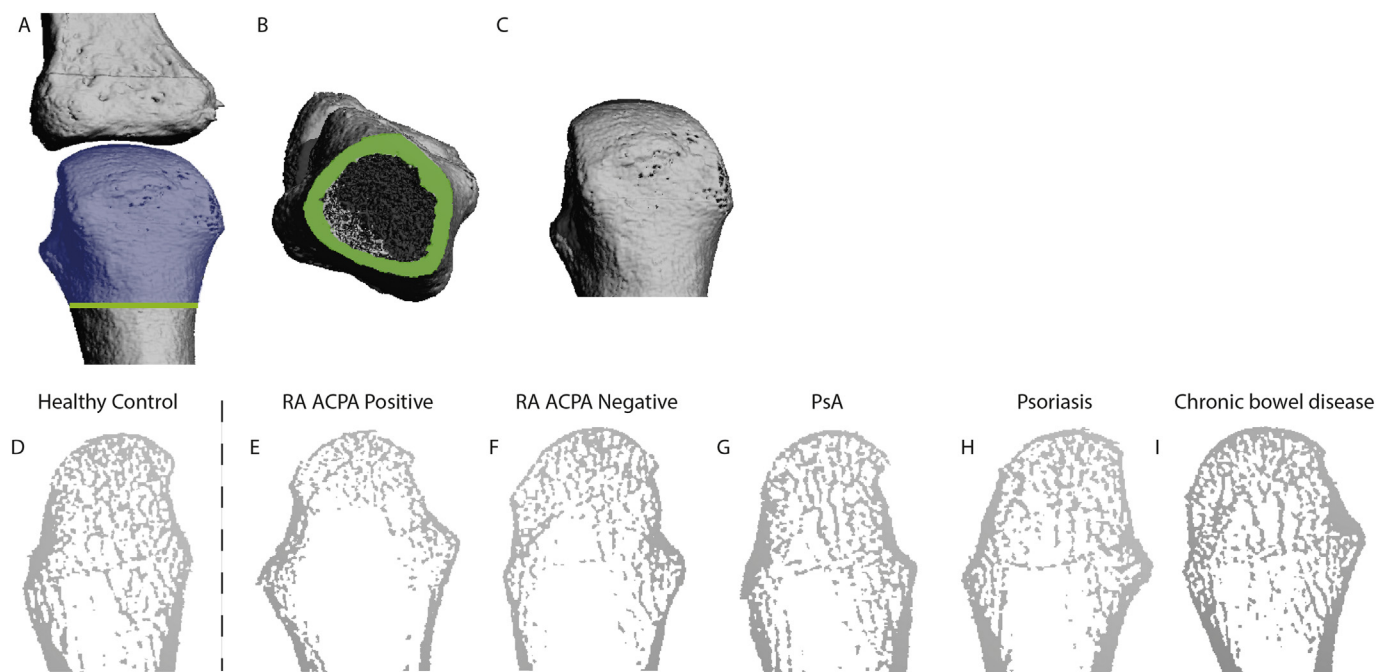 A
B
C
Healthy Control
RA ACPA Positive
RA ACPA Negative
PsA
Psoriasis
Chronic bowel disease
D
E
F
G
H
I